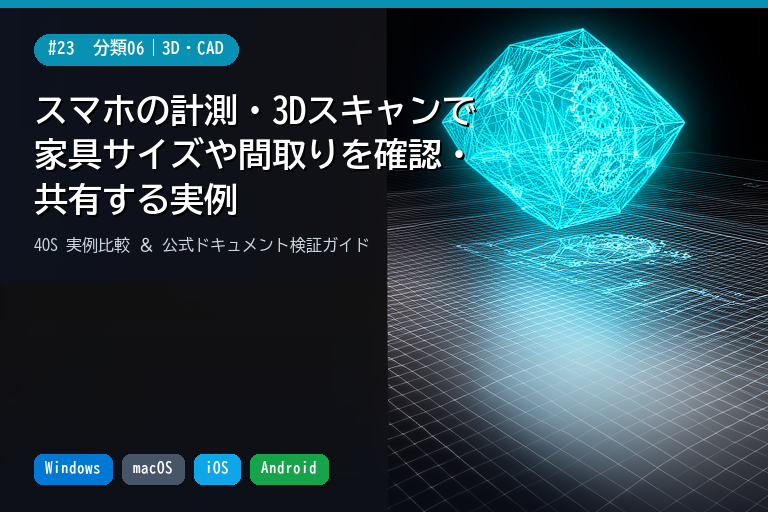 #23 分類06｜3D・CAD
スマホの計測・3Dスキャンで
家具サイズや間取りを確認・
共有する実例
4OS 実例比較 ＆ 公式ドキュメント検証ガイド
Windows
macOS
iOS
Android